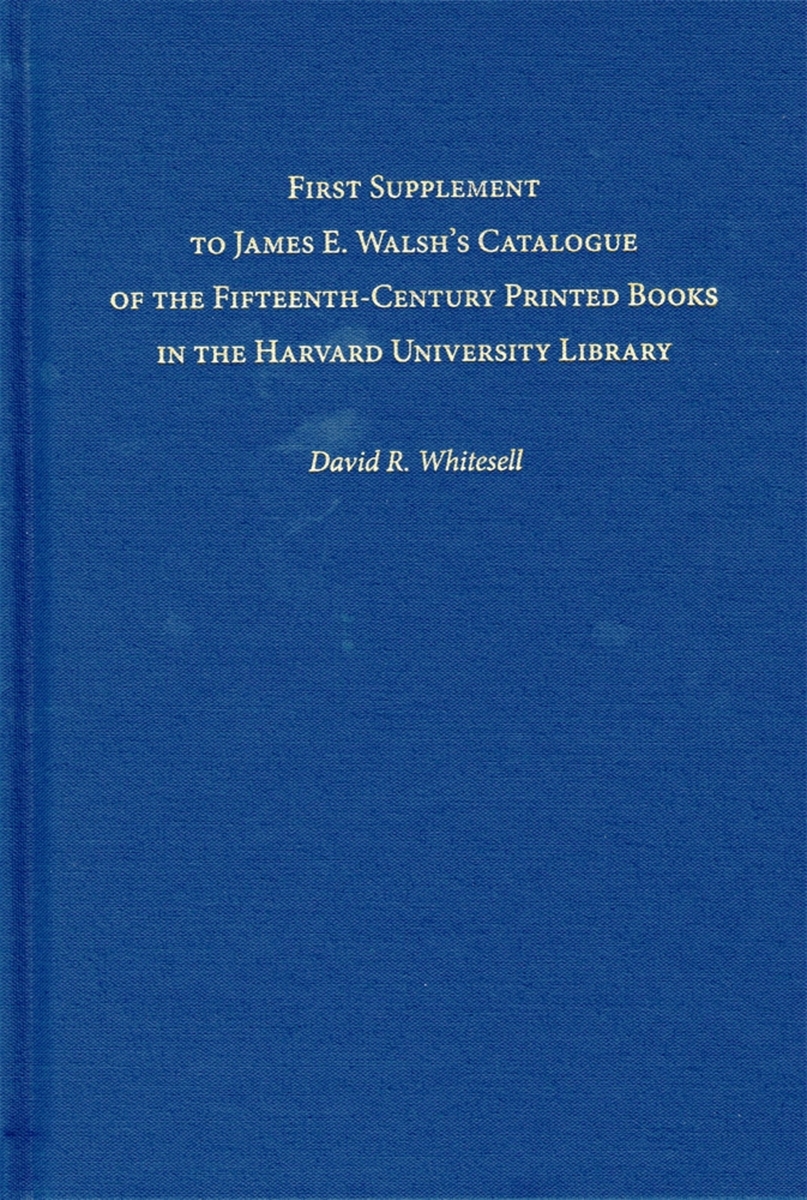 First Supplement
to James E. Walsh's Catalogue
of the Fifteenth-Century Printed Books
in the Harvard University Library
David R. Whitesell